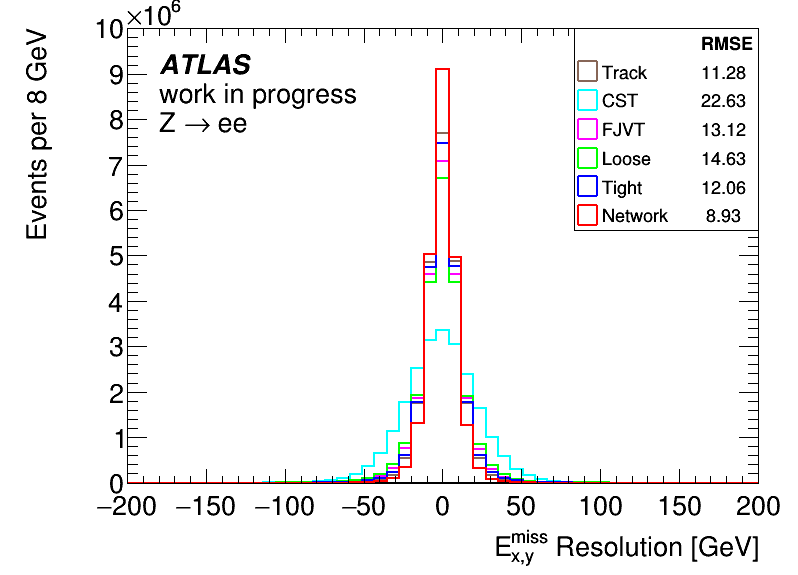 ×10⁶
Events per 8 GeV
10
9
8
7
6
5
4
3
2
1
0
ATLAS
work in progress
Z → ee
RMSE
Track 11.28
CST 22.63
FJVT 13.12
Loose 14.63
Tight 12.06
Network 8.93
−200 −150 −100 −50 0 50 100 150 200
E^miss_x,y Resolution [GeV]